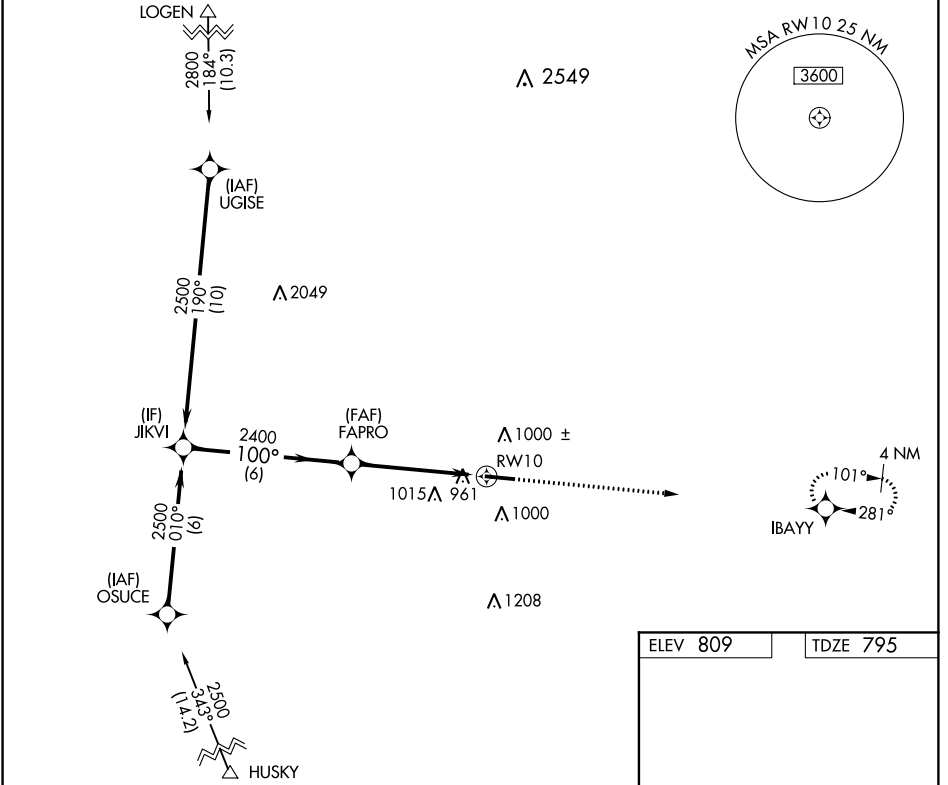 LOGEN
2800
184°
(10.3)
2549
MSA RW10 25 NM
3600
(IAF)
UGISE
2500
190°
(10)
2049
(IF)
JIKVI
2400
100°
(6)
(FAF)
FAPRO
1000 ±
RW10
1015 961
1000
4 NM
101°
281°
IBAYY
2500
010°
(6)
(IAF)
OSUCE
1208
2500
343°
(14.2)
HUSKY
ELEV 809
TDZE 795